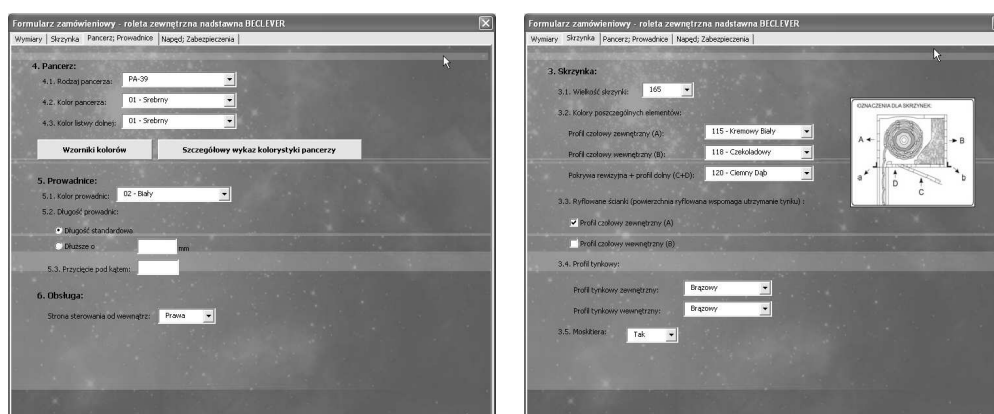 Formularz zamówieniowy - roleta zewnętrzna nadstawna BECLEVER
Wymiary | Skrzynka | Pancerz; Prowadnice | Napęd; Zabezpieczenia
4. Pancerz:
4.1. Rodzaj pancerza: PA-39
4.2. Kolor pancerza: 01 - Srebrny
4.3. Kolor listwy dolnej: 01 - Srebrny
Wzorniki kolorów Szczegółowy wykaz kolorystyki pancerzy
5. Prowadnice:
5.1. Kolor prowadnic: 02 - Biały
5.2. Długość prowadnic:
Długość standardowa
Dłuższe o mm
5.3. Przycięcie pod kątem:
6. Obsługa:
Strona sterowania od wewnątrz: Prawa
Formularz zamówieniowy - roleta zewnętrzna nadstawna BECLEVER
Wymiary | Skrzynka | Pancerz; Prowadnice | Napęd; Zabezpieczenia
3. Skrzynka:
3.1. Wielkość skrzynki: 165
3.2. Kolory poszczególnych elementów:
Profil czołowy zewnętrzny (A): 115 - Kremowy Biały
Profil czołowy wewnętrzny (B): 118 - Czekoladowy
Pokrywa rewizyjna + profil dolny (C+D): 120 - Ciemny Dąb
OZNACZENIA DLA SKRZYNEK
A B
a D C b
3.3. Ryflowane ścianki (powierzchnia ryflowana wspomaga utrzymanie tynku) :
Profil czołowy zewnętrzny (A)
Profil czołowy wewnętrzny (B)
3.4. Profil tynkowy:
Profil tynkowy zewnętrzny: Brązowy
Profil tynkowy wewnętrzny: Brązowy
3.5. Moskitiera: Tak